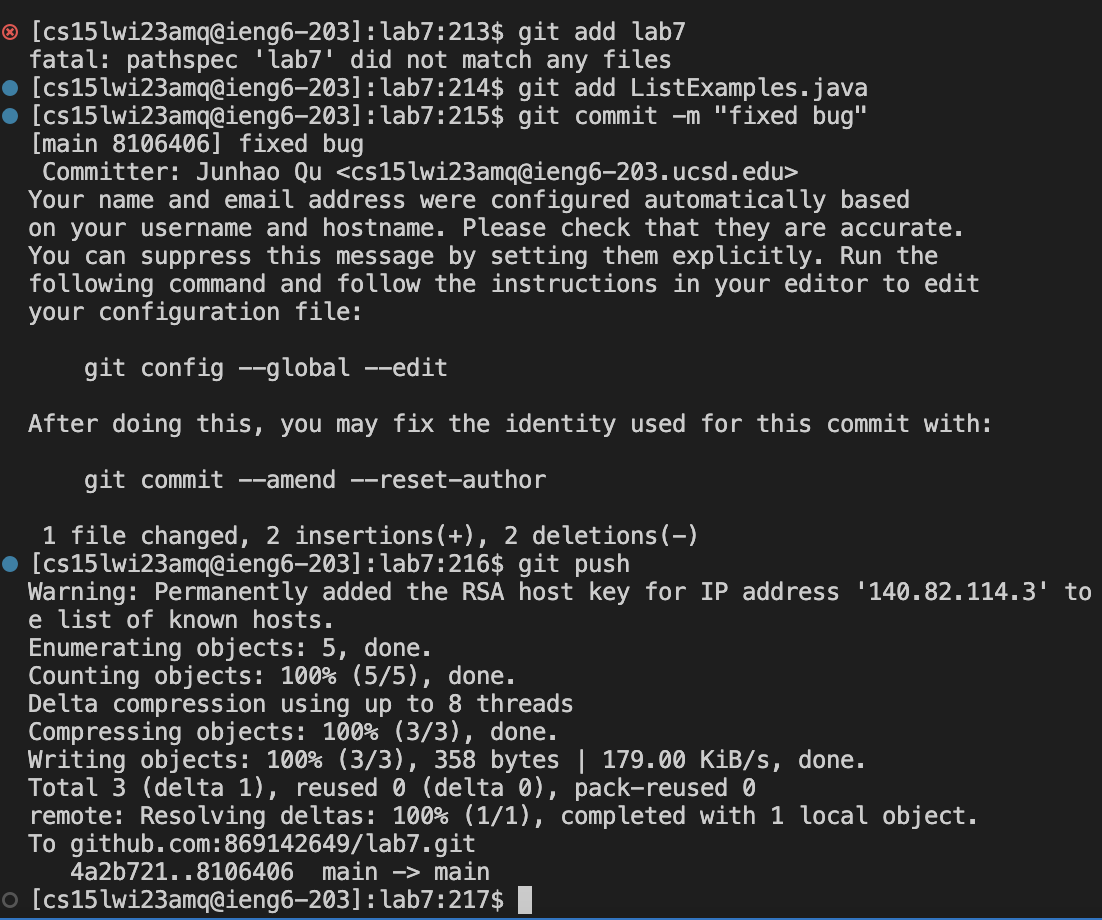 [cs15lwi23amq@ieng6-203]:lab7:213$ git add lab7
fatal: pathspec 'lab7' did not match any files
[cs15lwi23amq@ieng6-203]:lab7:214$ git add ListExamples.java
[cs15lwi23amq@ieng6-203]:lab7:215$ git commit -m "fixed bug"
[main 8106406] fixed bug
 Committer: Junhao Qu <cs15lwi23amq@ieng6-203.ucsd.edu>
Your name and email address were configured automatically based
on your username and hostname. Please check that they are accurate.
You can suppress this message by setting them explicitly. Run the
following command and follow the instructions in your editor to edit
your configuration file:

    git config --global --edit

After doing this, you may fix the identity used for this commit with:

    git commit --amend --reset-author

 1 file changed, 2 insertions(+), 2 deletions(-)
[cs15lwi23amq@ieng6-203]:lab7:216$ git push
Warning: Permanently added the RSA host key for IP address '140.82.114.3' to
e list of known hosts.
Enumerating objects: 5, done.
Counting objects: 100% (5/5), done.
Delta compression using up to 8 threads
Compressing objects: 100% (3/3), done.
Writing objects: 100% (3/3), 358 bytes | 179.00 KiB/s, done.
Total 3 (delta 1), reused 0 (delta 0), pack-reused 0
remote: Resolving deltas: 100% (1/1), completed with 1 local object.
To github.com:869142649/lab7.git
   4a2b721..8106406  main -> main
[cs15lwi23amq@ieng6-203]:lab7:217$